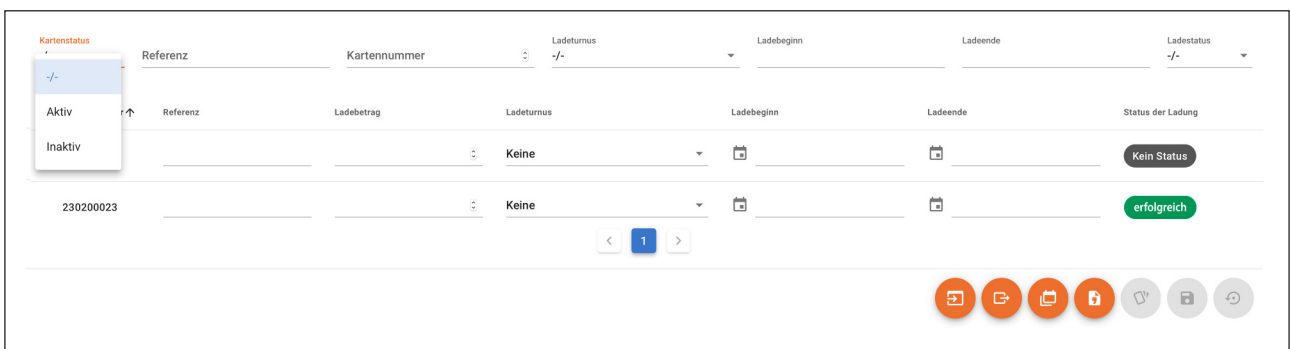 Kartenstatus
Referenz
Kartennummer
Ladeturnus
-/-
Ladebeginn
Ladeende
Ladestatus
-/-
-/-
Aktiv
Inaktiv
Referenz
Ladebetrag
Ladeturnus
Ladebeginn
Ladeende
Status der Ladung
Keine
Kein Status
230200023
Keine
erfolgreich
1